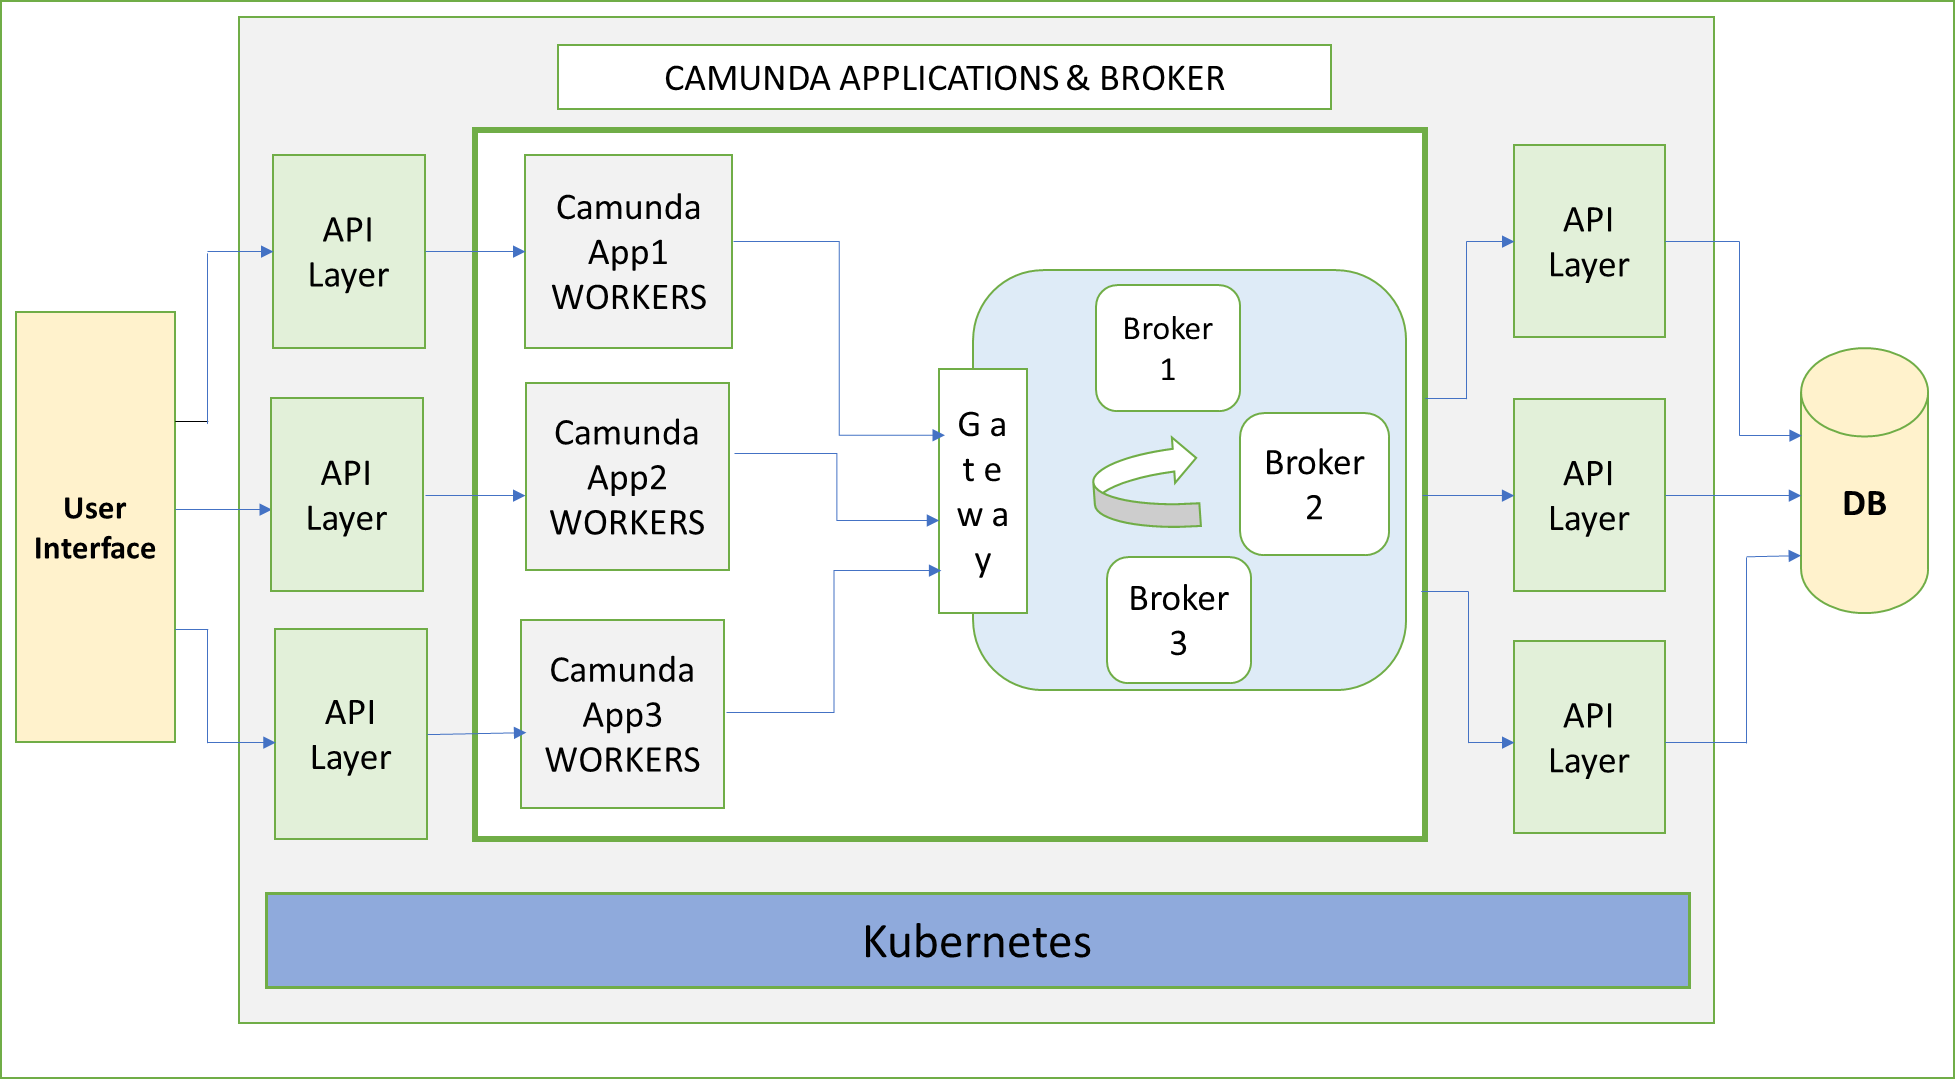 CAMUNDA APPLICATIONS & BROKER
User
Interface
API
Layer
API
Layer
API
Layer
Camunda
App1
WORKERS
Camunda
App2
WORKERS
Camunda
App3
WORKERS
G a
t e
w a
y
Broker
1
Broker
2
Broker
3
API
Layer
API
Layer
API
Layer
DB
Kubernetes